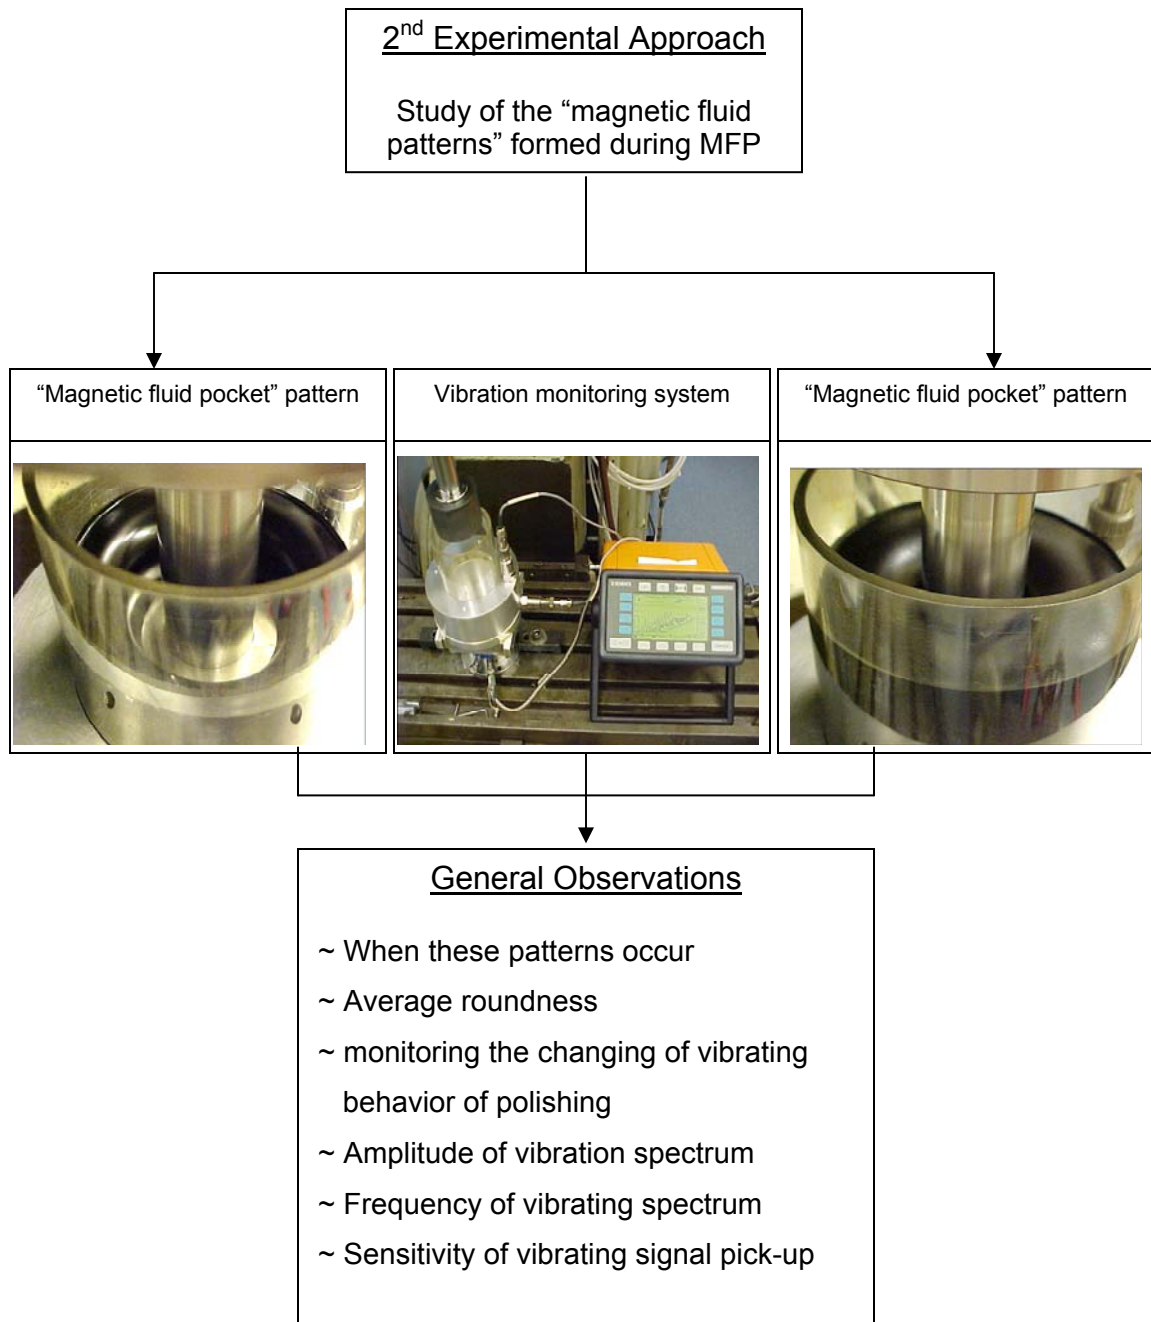 2nd Experimental Approach
Study of the “magnetic fluid
patterns” formed during MFP
“Magnetic fluid pocket” pattern
Vibration monitoring system
“Magnetic fluid pocket” pattern
General Observations
~ When these patterns occur
~ Average roundness
~ monitoring the changing of vibrating
behavior of polishing
~ Amplitude of vibration spectrum
~ Frequency of vibrating spectrum
~ Sensitivity of vibrating signal pick-up